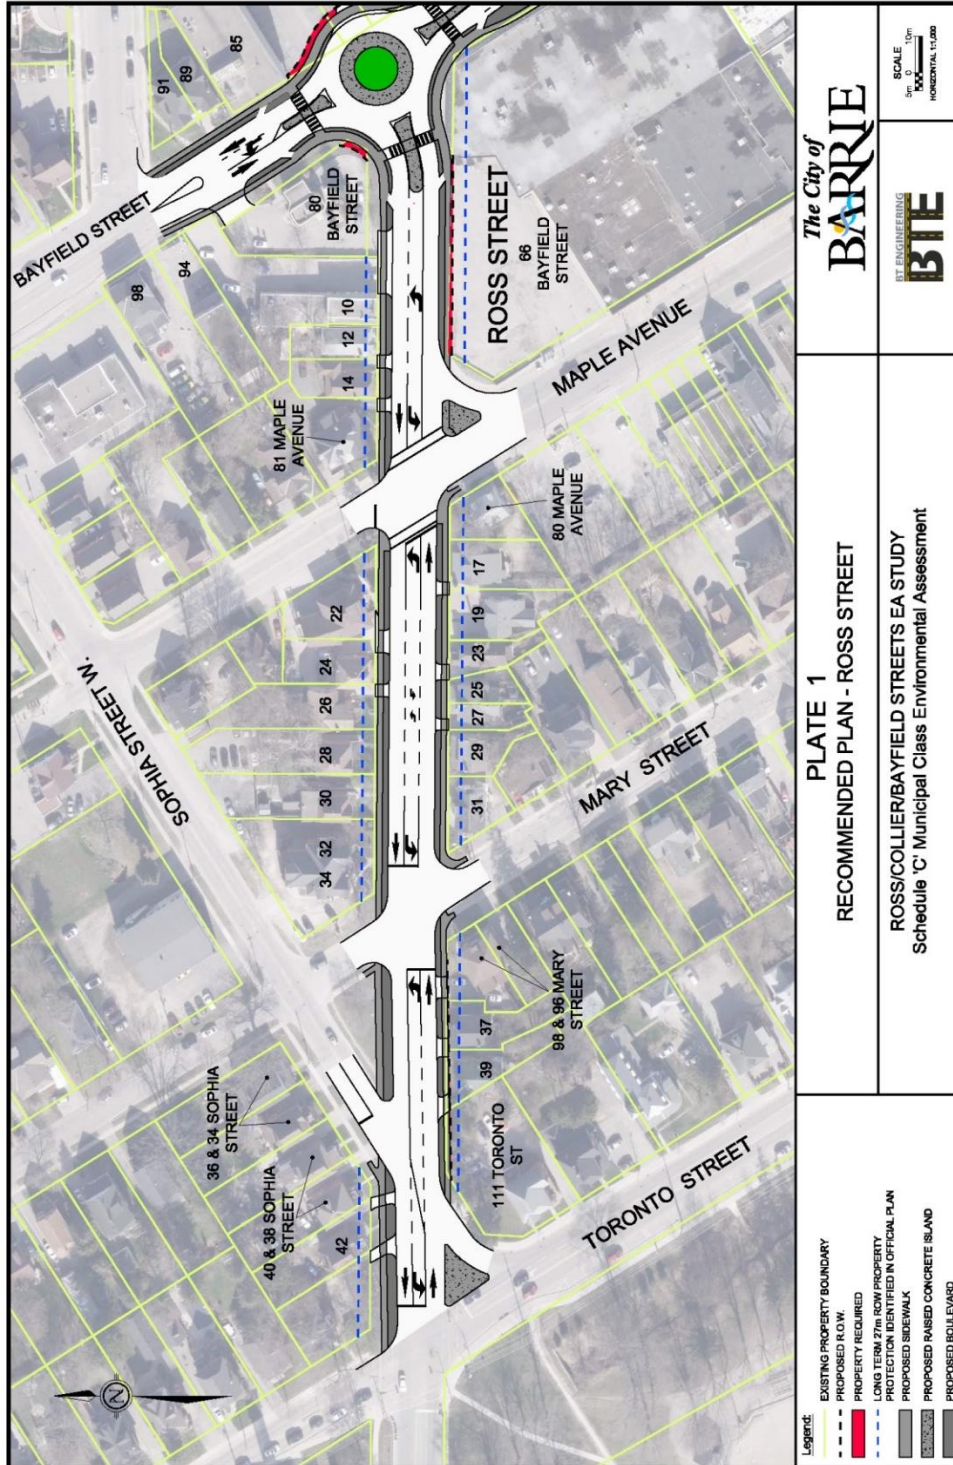 91
89
85
BAYFIELD STREET
98
94
80
BAYFIELD
STREET
10
12
14
81 MAPLE
AVENUE
ROSS STREET
66
BAYFIELD
STREET
MAPLE AVENUE
SOPHIA STREET W.
22
24
26
28
30
32
34
80 MAPLE
AVENUE
17
19
23
25
27
29
31
MARY STREET
36 & 34 SOPHIA
STREET
40 & 38 SOPHIA
STREET
42
98 & 96 MARY
STREET
37
39
111 TORONTO
ST
TORONTO STREET
N
Legend:
EXISTING PROPERTY BOUNDARY
PROPOSED R.O.W.
PROPERTY REQUIRED
LONG TERM 27m ROW PROPERTY
PROTECTION IDENTIFIED IN OFFICIAL PLAN
PROPOSED SIDEWALK
PROPOSED RAISED CONCRETE ISLAND
PROPOSED BOULEVARD
PLATE 1
RECOMMENDED PLAN - ROSS STREET
ROSS/COLLIER/BAYFIELD STREETS EA STUDY
Schedule 'C' Municipal Class Environmental Assessment
The City of
BARRIE
BT ENGINEERING
BTE
SCALE
5m 0 10m
HORIZONTAL 1:1,000